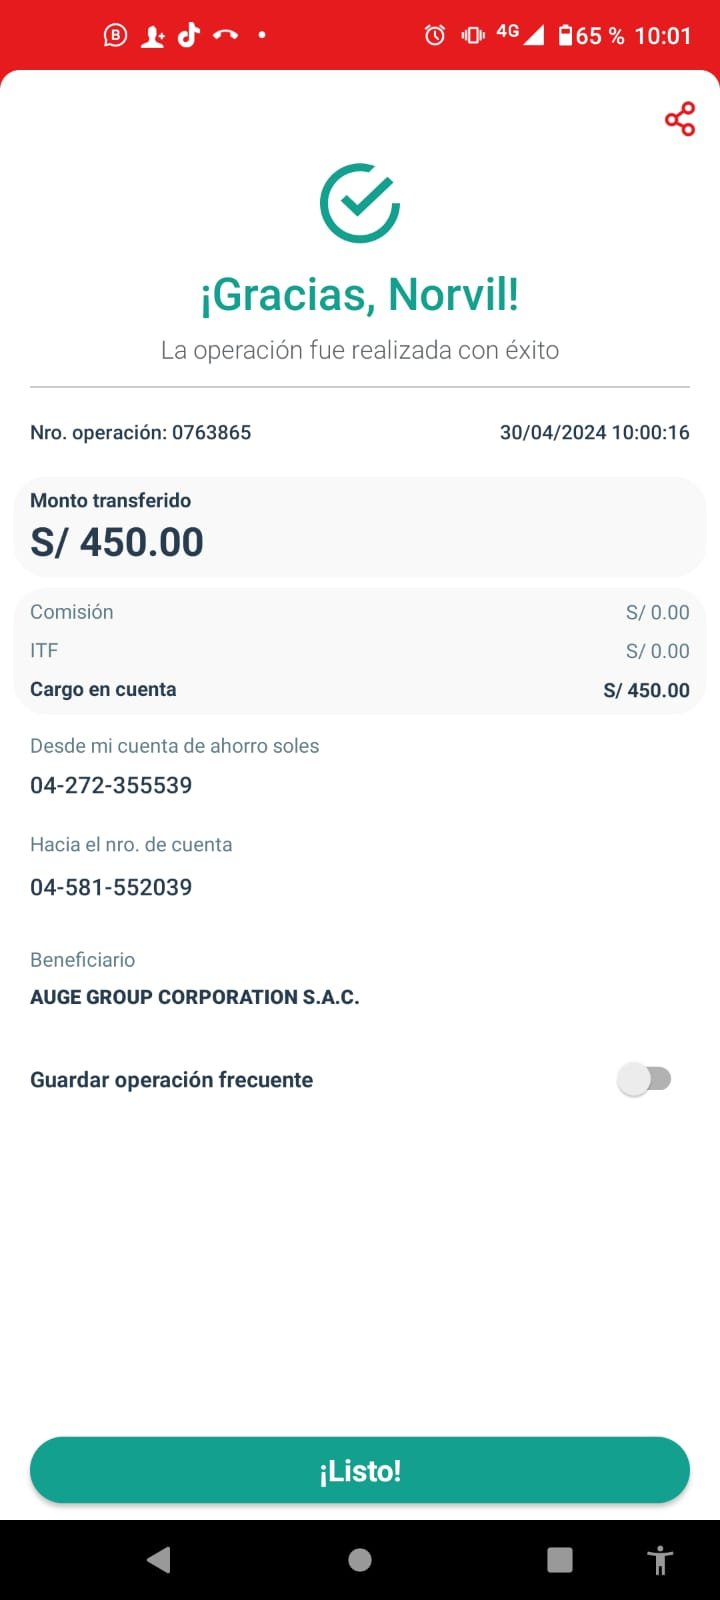 4G 65 % 10:01
¡Gracias, Norvil!
La operación fue realizada con éxito
Nro. operación: 0763865 30/04/2024 10:00:16
Monto transferido
S/ 450.00
Comisión S/ 0.00
ITF S/ 0.00
Cargo en cuenta S/ 450.00
Desde mi cuenta de ahorro soles
04-272-355539
Hacia el nro. de cuenta
04-581-552039
Beneficiario
AUGE GROUP CORPORATION S.A.C.
Guardar operación frecuente
¡Listo!